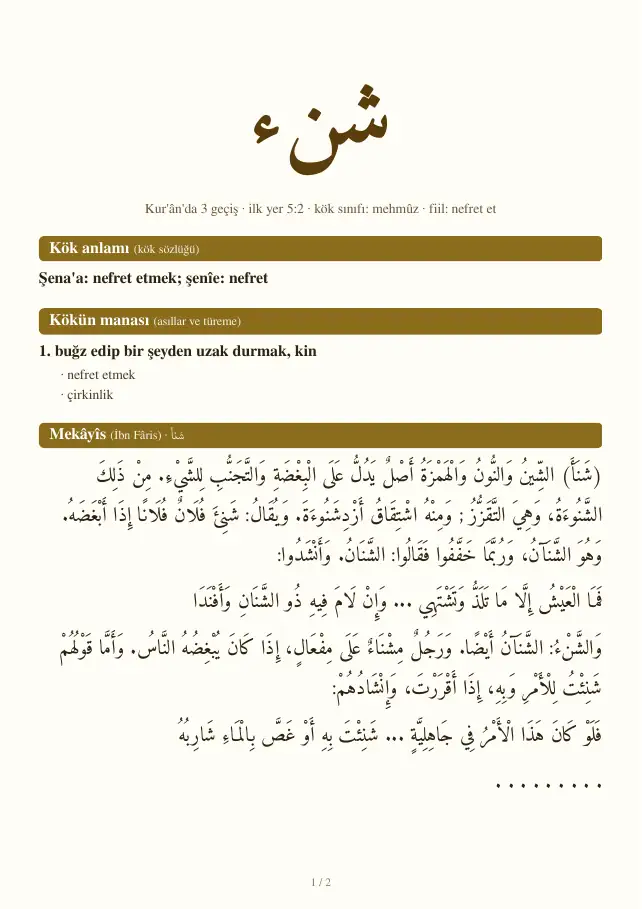 شنء
Kur'ân'da 3 geçiş · ilk yer 5:2 · kök sınıfı: mehmûz · fiil: nefret et
Kök anlamı (kök sözlüğü)
Şena'a: nefret etmek; şenîe: nefret
Kökün manası (asıllar ve türeme)
1. buğz edip bir şeyden uzak durmak, kin
· nefret etmek
· çirkinlik
Mekâyîs (İbn Fâris) · شنأ
(شَنَأَ) الشِّينُ وَالنُّونُ وَالْهَمْزَةُ أَصْلٌ يَدُلُّ عَلَى الْبِغْضَةِ وَالتَّجَنُّبِ لِلشَّيْءِ. مِنْ ذَلِكَ
الشَّنُوءَةُ، وَهِيَ التَّقَزُّزُ ; وَمِنْهُ اشْتِقَاقُ أَزْدِشَنُوءَةَ. وَيُقَالُ: شَنِئَ فُلَانٌ فُلَانًا إِذَا أَبْغَضَهُ.
وَهُوَ الشَّنَآنُ، وَرُبَّمَا خَفَّفُوا فَقَالُوا: الشَّنَانُ. وَأَنْشَدُوا:
فَمَا الْعَيْشُ إِلَّا مَا تَلَذُّ وَتَشْتَهِي ... وَإِنْ لَامَ فِيهِ ذُو الشَّنَانِ وَأَفْنَدَا
وَالشَّنْءُ: الشَّنَآنُ أَيْضًا. وَرَجُلٌ مِشْنَاءٌ عَلَى مِفْعَالٍ، إِذَا كَانَ يُبْغِضُهُ النَّاسُ. وَأَمَّا قَوْلُهُمْ
شَنِئْتُ لِلْأَمْرِ وَبِهِ، إِذَا أَقْرَرْتَ، وَإِنْشَادُهُمْ:
فَلَوْ كَانَ هَذَا الْأَمْرُ فِي جَاهِلِيَّةٍ ... شَنِئْتَ بِهِ أَوْ غَصَّ بِالْمَاءِ شَارِبُهُ
. . . . . . . . .
1 / 2